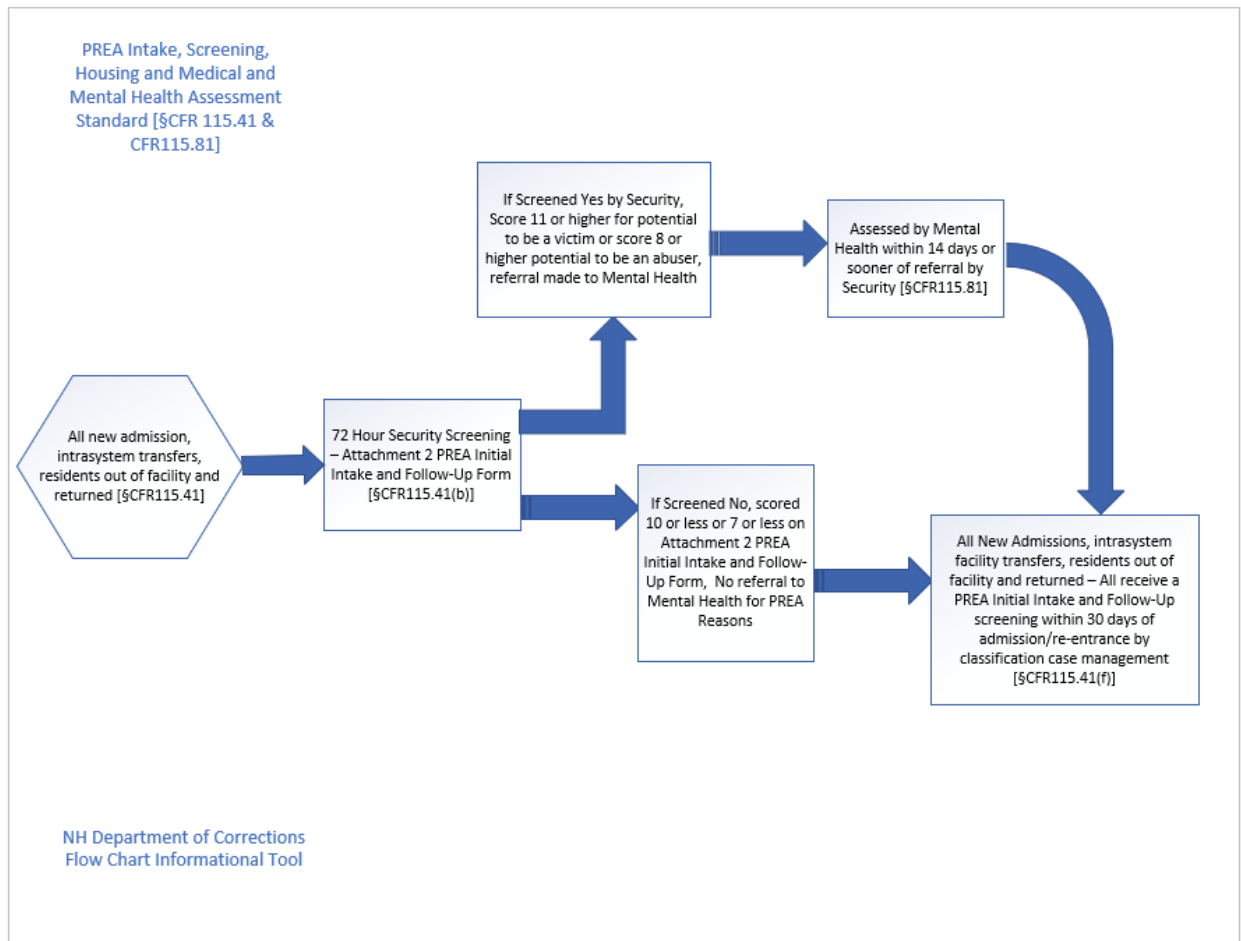 PREA Intake, Screening,
Housing and Medical and
Mental Health Assessment
Standard [§CFR 115.41 &
CFR115.81]
All new admission,
intrasystem transfers,
residents out of facility and
returned [§CFR115.41]
72 Hour Security Screening
– Attachment 2 PREA Initial
Intake and Follow-Up Form
[§CFR115.41(b)]
If Screened Yes by Security,
Score 11 or higher for potential
to be a victim or score 8 or
higher potential to be an abuser,
referral made to Mental Health
Assessed by Mental
Health within 14 days or
sooner of referral by
Security [§CFR115.81]
If Screened No, scored
10 or less or 7 or less on
Attachment 2 PREA
Initial Intake and Follow-
Up Form,  No referral to
Mental Health for PREA
Reasons
All New Admissions, intrasystem
facility transfers, residents out of
facility and returned – All receive a
PREA Initial Intake and Follow-Up
screening within 30 days of
admission/re-entrance by
classification case management
[§CFR115.41(f)]
NH Department of Corrections
Flow Chart Informational Tool